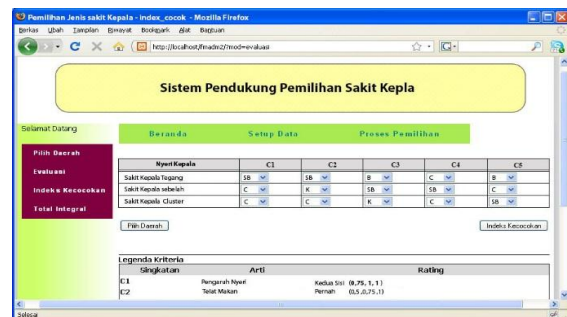 Pemilihan Jenis sakit Kepala - index_cocok - Mozilla Firefox
Berkas Ubah Tampilan Riwayat Bookmark Alat Bantuan
http://localhost/fmadm2/?mod=evaluasi
Sistem Pendukung Pemilihan Sakit Kepla
Selamat Datang
Beranda Setup Data Proses Pemilihan
Pilih Daerah
Evaluasi
Indeks Kecocokan
Total Integral
Nyeri Kepala C1 C2 C3 C4 C5
Sakit Kepala Tegang SB SB B C B
Sakit Kepala sebelah C K SB SB C
Sakit Kepala Cluster C C K C SB
Pilih Daerah Indeks Kecocokan
Legenda Kriteria
Singkatan Arti Rating
C1 Pengarah Nyeri Kedua Sisi (0,75, 1, 1)
C2 Telat Makan Pernah (0,5 ,0,75,1)
Selesai